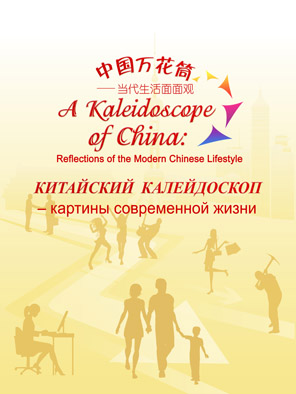 中国万花筒
——当代生活面面观
A Kaleidoscope
of China:
Reflections of the Modern Chinese Lifestyle
КИТАЙСКИЙ КАЛЕЙДОСКОП
– картины современной жизни